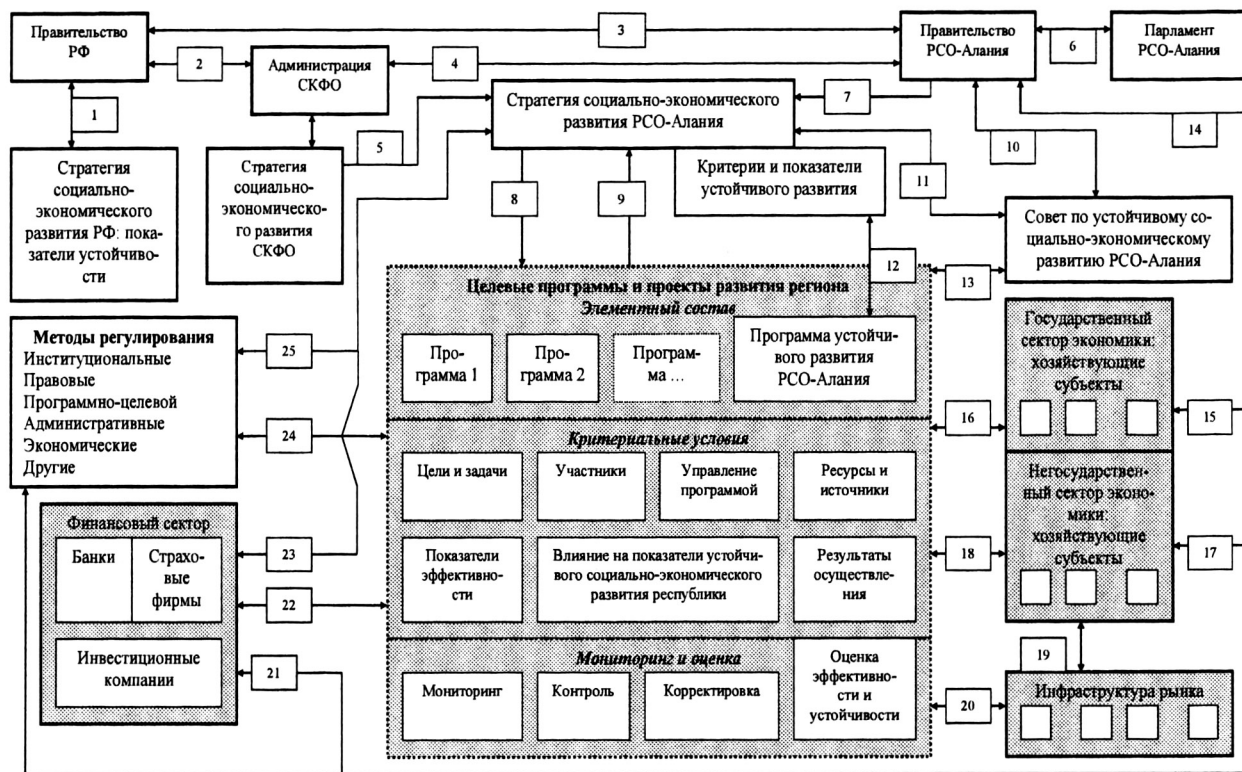 Правительство
РФ
3
Правительство
РСО-Алания
6
Парламент
РСО-Алания
2
Администрация
СКФО
4
1
Стратегия социально-экономического
развития РСО-Алания
7
14
5
10
Стратегия
социально-
экономического
развития РФ: пока-
затели устойчиво-
сти
Стратегия
социально-
экономическо-
го развития
СКФО
8
9
Критерии и показатели
устойчивого развития
11
Совет по устойчивому со-
циально-экономическому
развитию РСО-Алания
12
13
Целевые программы и проекты развития региона
Элементный состав
Про-
грамма 1
Про-
грамма 2
Програм-
ма ...
Программа устойчи-
вого развития
РСО-Алания
Государственный
сектор экономики:
хозяйствующие
субъекты
Методы регулирования
Институциональные
Правовые
Программно-целевой
Административные
Экономические
Другие
25
24
16
15
Критериальные условия
Цели и задачи
Участники
Управление
программой
Ресурсы и
источники
Негосударствен-
ный сектор эконо-
мики:
хозяйствующие
субъекты
Финансовый сектор
Банки
Страхо-
вые
фирмы
23
22
Показатели
эффективно-
сти
Влияние на показатели устойчи-
вого социально-экономического
развития республики
Результаты
осуществле-
ния
18
17
Инвестиционные
компании
21
Мониторинг и оценка
Мониторинг
Контроль
Корректировка
Оценка
эффективно-
сти и
устойчивости
19
20
Инфраструктура рынка